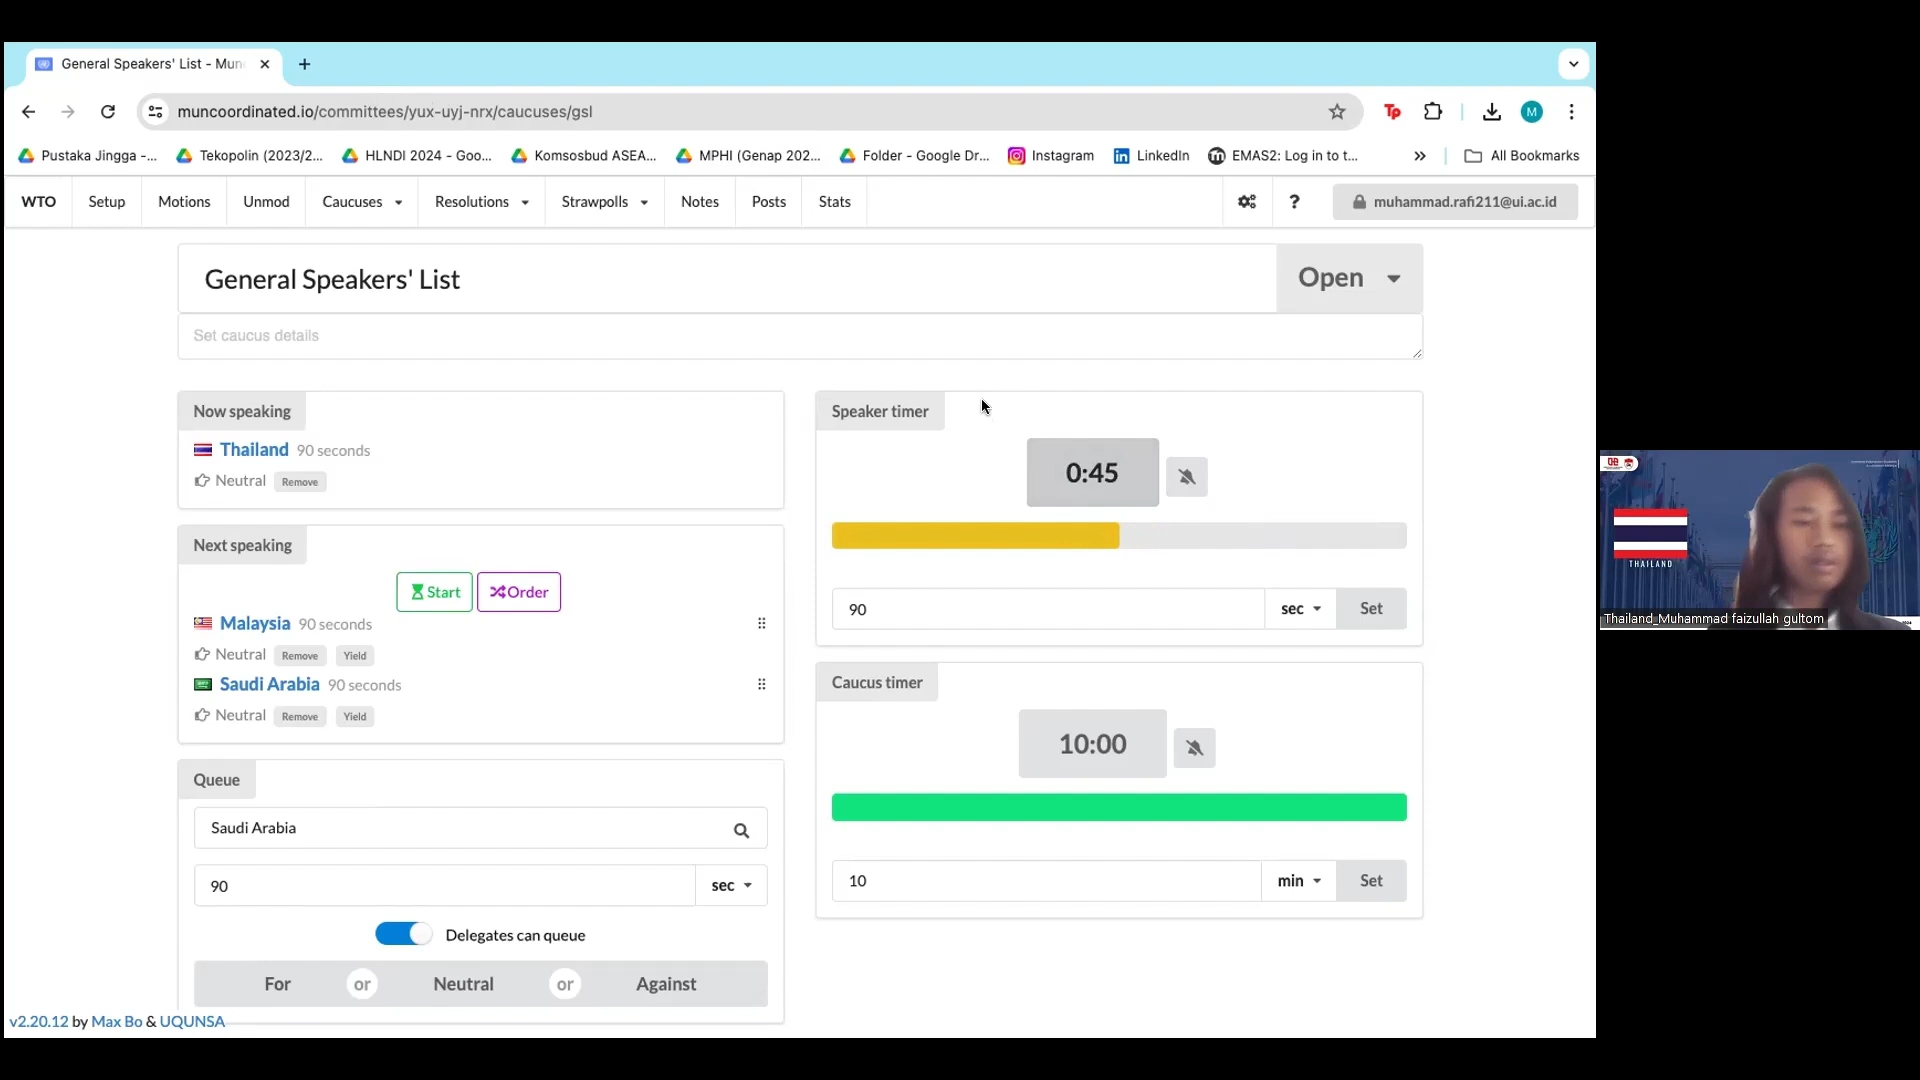 General Speakers' List - Mun
muncoordinated.io/committees/yux-uyj-nrx/caucuses/gsl
Tp
M
Pustaka Jingga -...
Tekopolin (2023/2...
HLNDI 2024 - Goo...
Komsosbud ASEA...
MPHI (Genap 202...
Folder - Google Dr...
Instagram
LinkedIn
EMAS2: Log in to t...
All Bookmarks
WTO
Setup
Motions
Unmod
Caucuses
Resolutions
Strawpolls
Notes
Posts
Stats
?
muhammad.rafi211@ui.ac.id
General Speakers' List
Open
Set caucus details
Now speaking
Thailand 90 seconds
Neutral Remove
Next speaking
Start
Order
Malaysia 90 seconds
Neutral Remove Yield
Saudi Arabia 90 seconds
Neutral Remove Yield
Queue
Saudi Arabia
90
sec
Delegates can queue
For or Neutral or Against
Speaker timer
0:45
90
sec
Set
Caucus timer
10:00
10
min
Set
v2.20.12 by Max Bo & UQUNSA
THAILAND
Thailand_Muhammad faizullah gultom